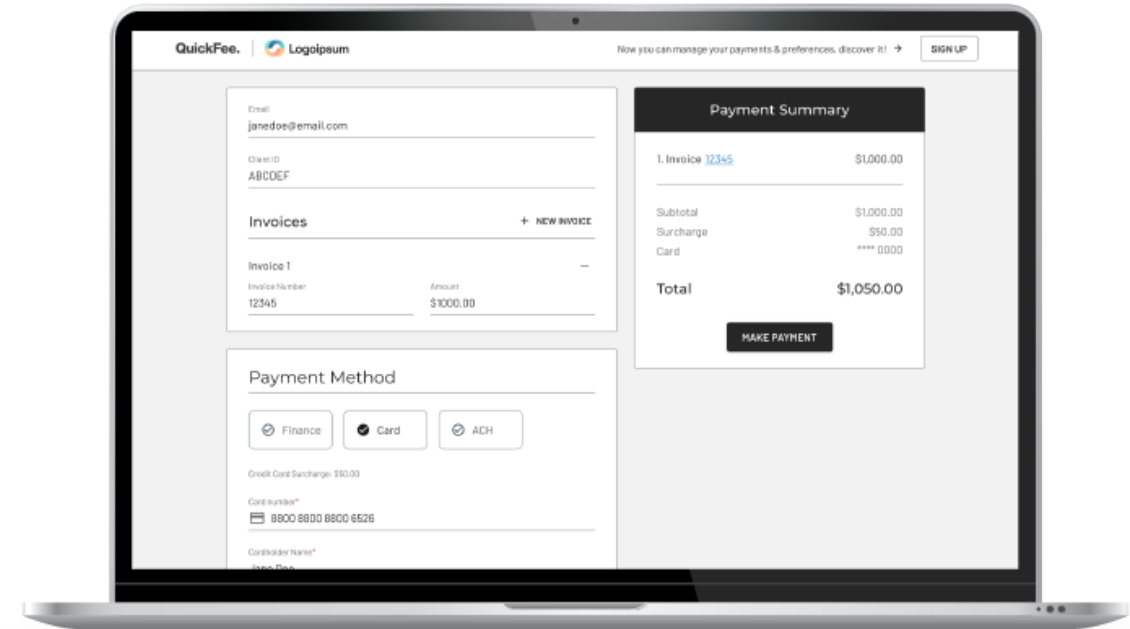 QuickFee. Logoipsum
Now you can manage your payments & preferences, discover it! →
SIGN UP
Email
janedoe@email.com
Client ID
ABCDEF
Invoices
+ NEW INVOICE
Invoice 1
Invoice Number
12345
Amount
$1000.00
Payment Method
Finance
Card
ACH
Credit Card Surcharge: $50.00
Card number*
8800 8800 8800 6526
Cardholder Name*
Jane Doe
Payment Summary
1. Invoice 12345 $1,000.00
Subtotal $1,000.00
Surcharge $50.00
Card **** 0000
Total $1,050.00
MAKE PAYMENT